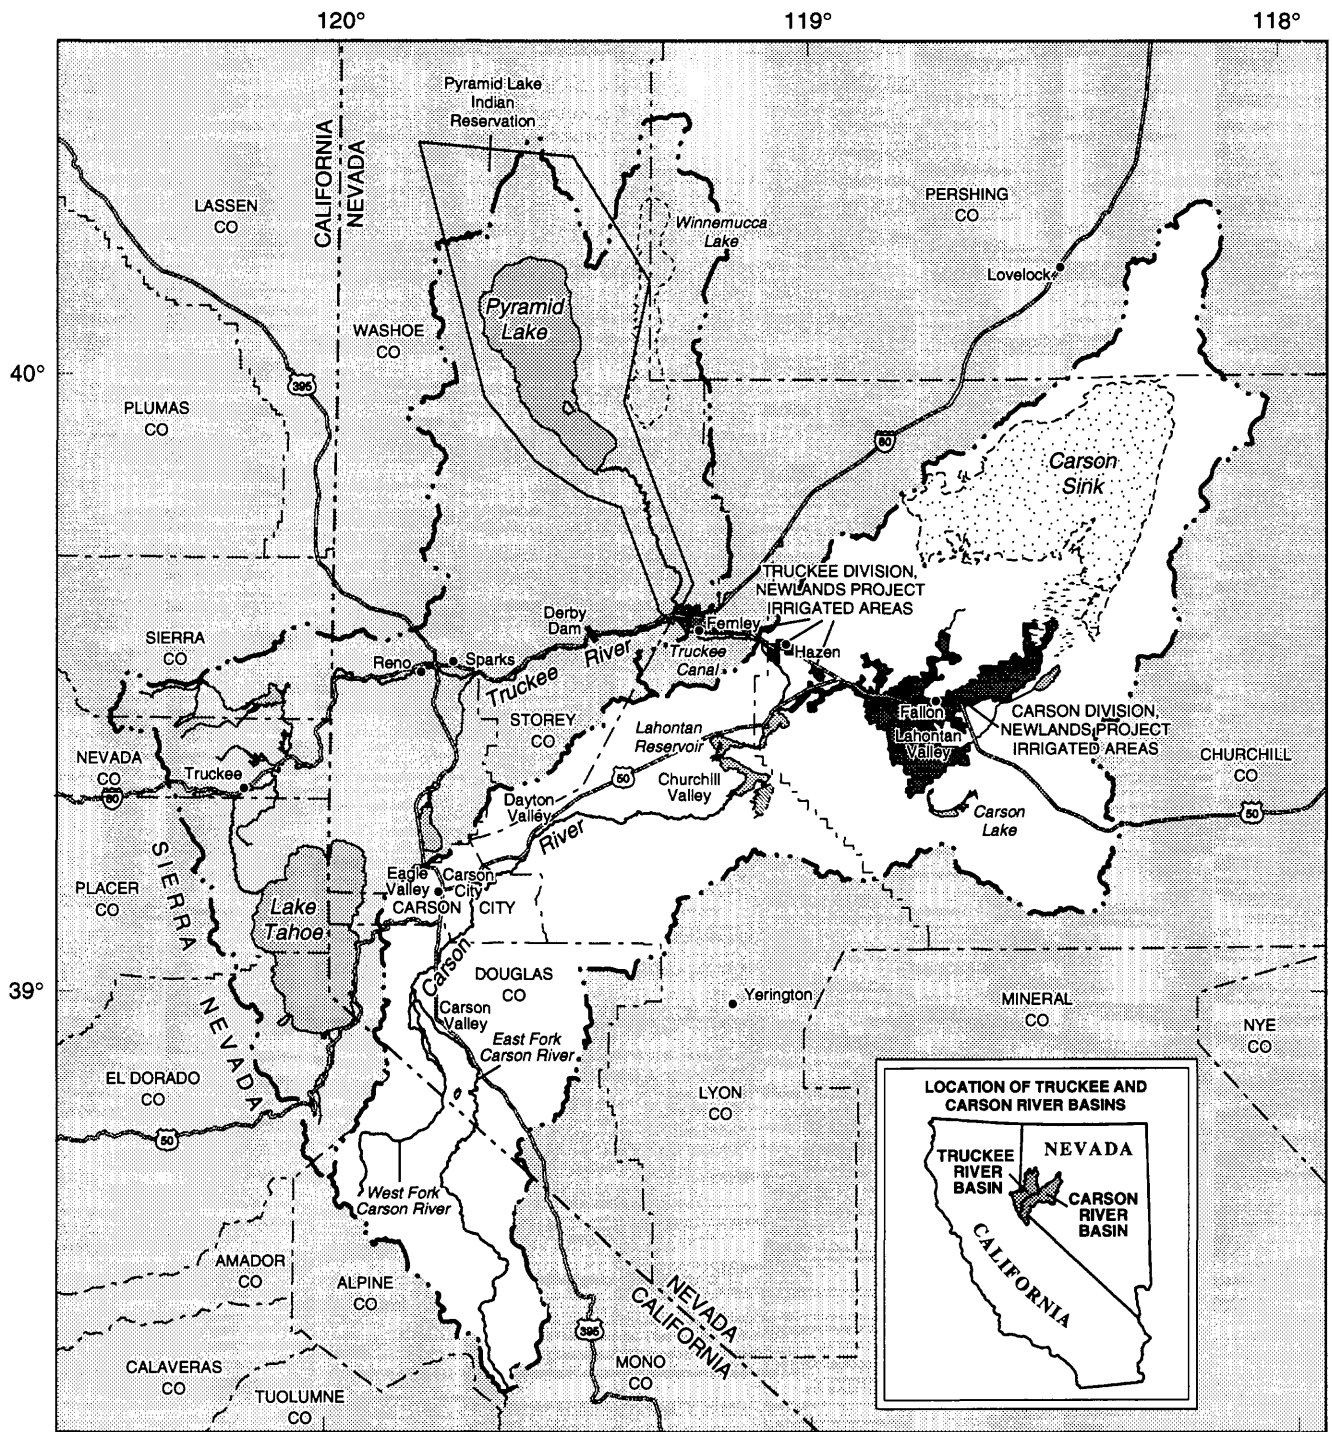 120°
119°
118°
Pyramid Lake
Indian
Reservation
CALIFORNIA
NEVADA
LASSEN
CO
PERSHING
CO
Winnemucca
Lake
Lovelock
Pyramid
Lake
WASHOE
CO
40°
395
PLUMAS
CO
80
Carson
Sink
TRUCKEE DIVISION,
NEWLANDS PROJECT
IRRIGATED AREAS
Derby
Dam
Fernley
SIERRA
CO
Reno
Sparks
Truckee
River
Truckee
Canal
Hazen
STOREY
CO
Lahontan
Reservoir
Fallon
Lahontan
Valley
CARSON DIVISION,
NEWLANDS PROJECT
IRRIGATED AREAS
NEVADA
CO
Truckee
80
50
Churchill
Valley
CHURCHILL
CO
Dayton
Valley
River
Carson
Lake
50
SIERRA
NEVADA
PLACER
CO
Eagle
Valley
Carson
City
CARSON CITY
Lake
Tahoe
Carson
DOUGLAS
CO
39°
Yerington
MINERAL
CO
Carson
Valley
NYE
CO
East Fork
Carson River
EL DORADO
CO
LYON
CO
50
West Fork
Carson River
AMADOR
CO
ALPINE
CO
NEVADA
CALIFORNIA
395
MONO
CO
CALAVERAS
CO
TUOLUMNE
CO
LOCATION OF TRUCKEE AND
CARSON RIVER BASINS
NEVADA
TRUCKEE
RIVER
BASIN
CARSON
RIVER
BASIN
CALIFORNIA